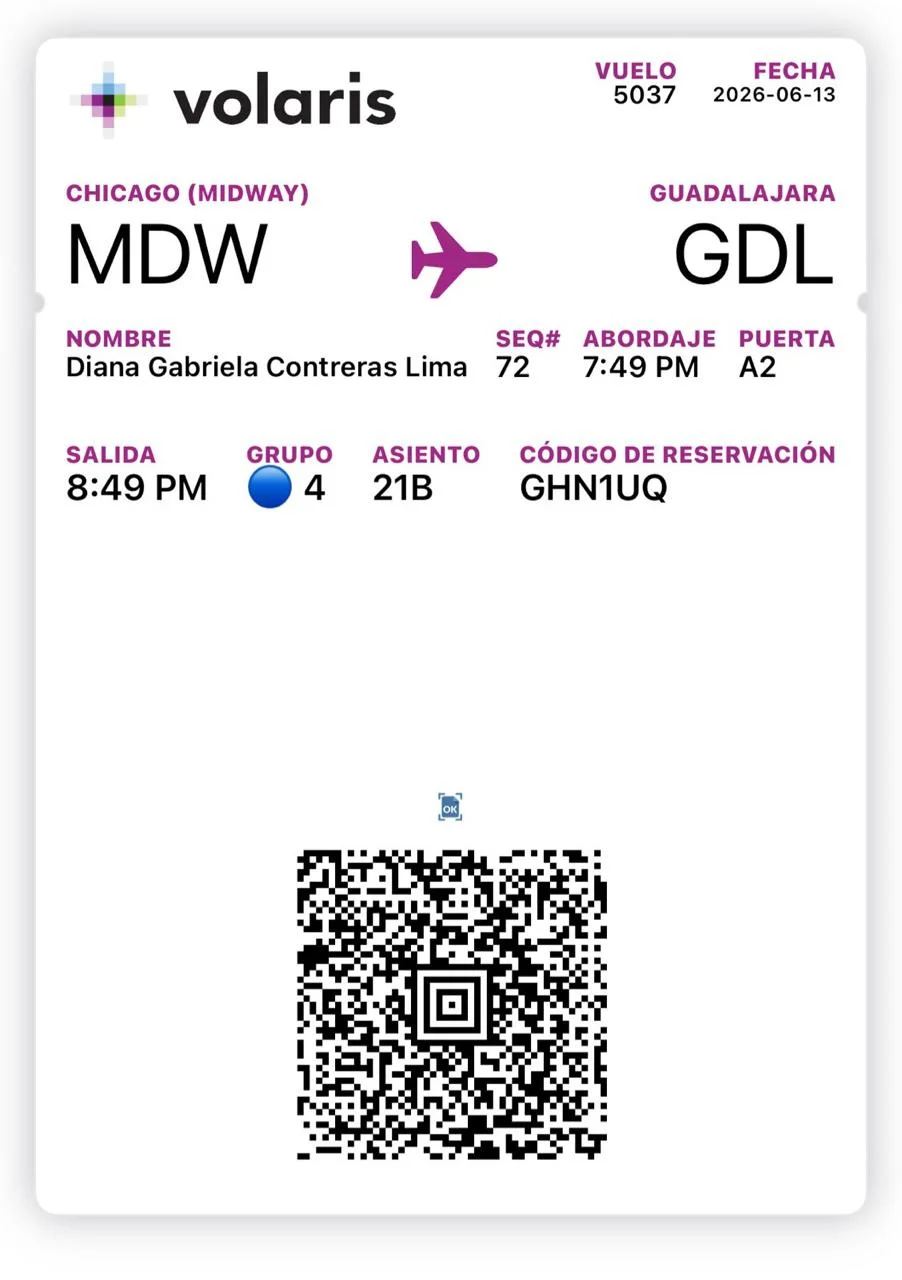 volaris
VUELO FECHA
5037 2026-06-13
CHICAGO (MIDWAY) GUADALAJARA
MDW GDL
NOMBRE SEQ# ABORDAJE PUERTA
Diana Gabriela Contreras Lima 72 7:49 PM A2
SALIDA GRUPO ASIENTO CÓDIGO DE RESERVACIÓN
8:49 PM 4 21B GHN1UQ
OK